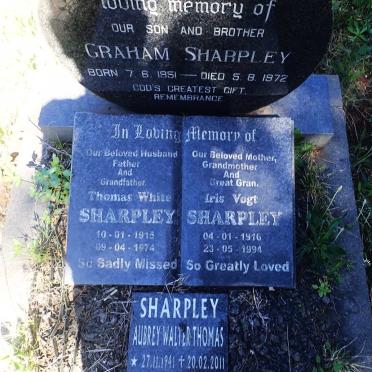 loving memory of
OUR SON AND BROTHER
GRAHAM SHARPLEY
BORN 7.6.1951 — DIED 5.8.1972
GOD'S GREATEST GIFT,
REMEMBRANCE
In Loving Memory of
Our Beloved Husband
Father
And
Grandfather.
Thomas White
SHARPLEY
10-01-1915
09-04-1974
So Sadly Missed
Our Beloved Mother,
Grandmother
And
Great Gran.
Iris Vogt
SHARPLEY
04-01-1916
23-05-1994
So Greatly Loved
SHARPLEY
AUBREY WALTER THOMAS
* 27.11.1941 + 20.02.2011